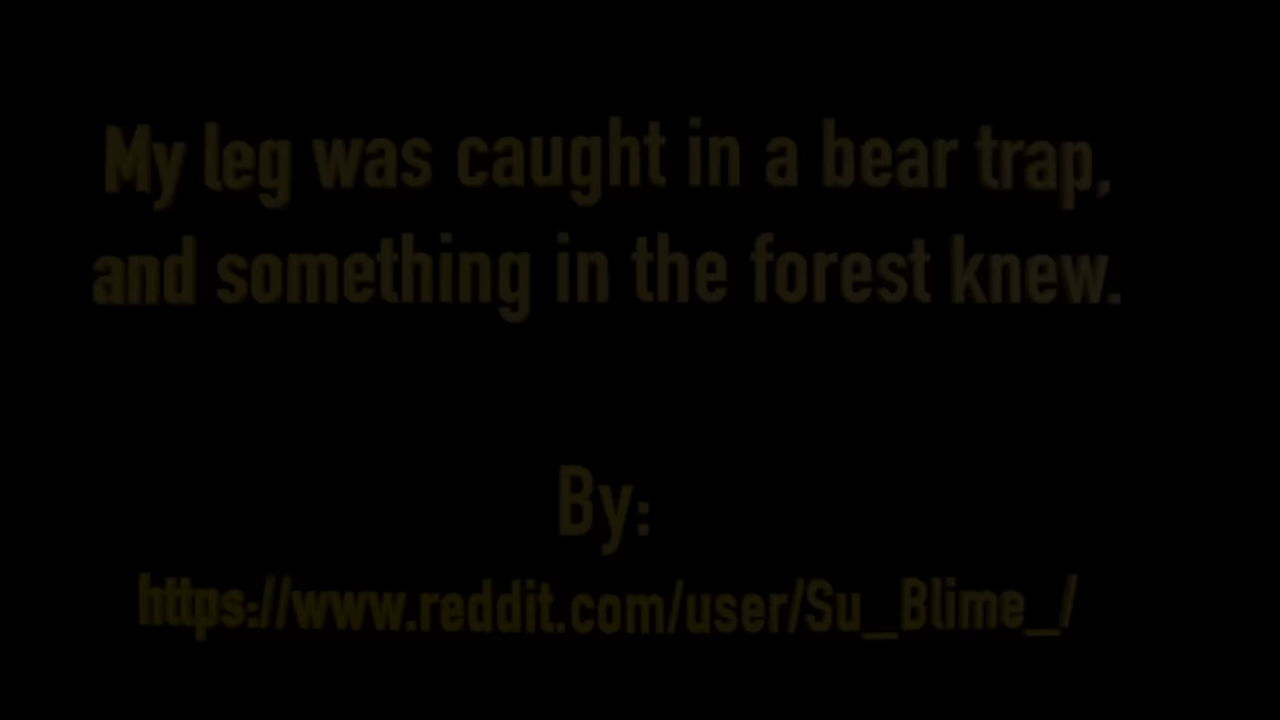 My leg was caught in a bear trap,
and something in the forest knew.
By:
https://www.reddit.com/user/Su_Blime_/